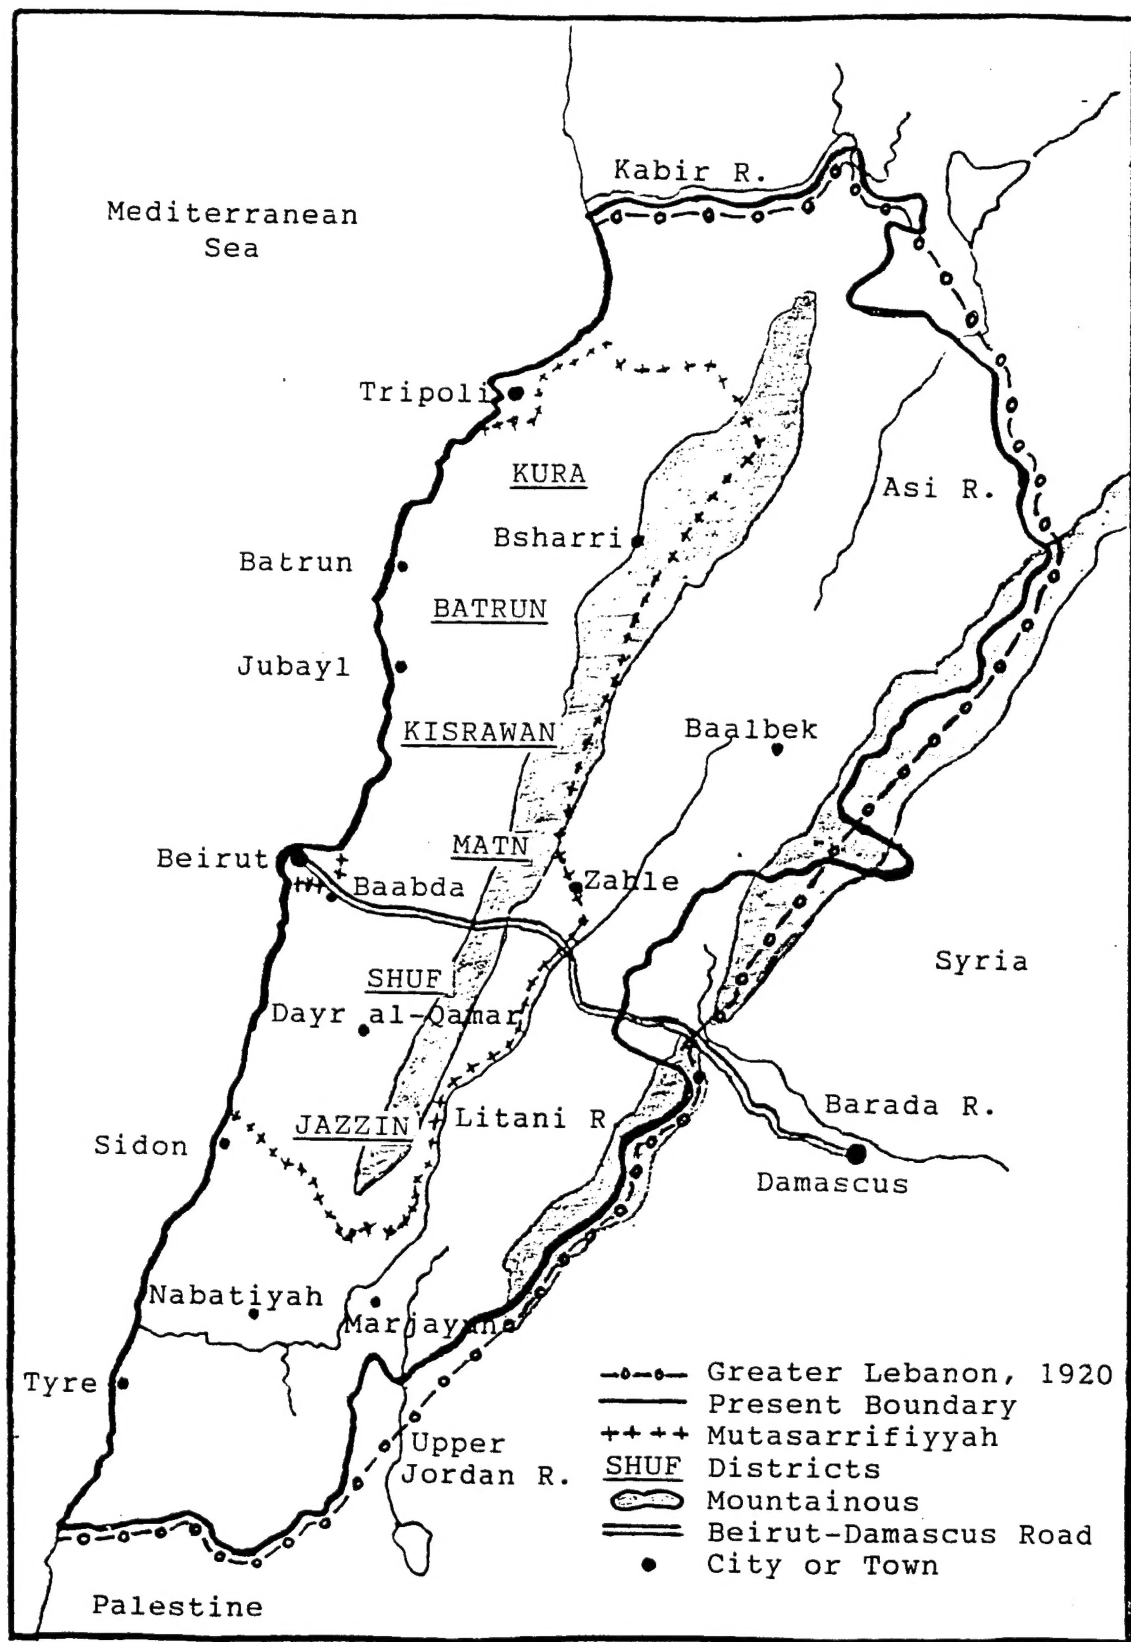 Kabir R.
Mediterranean
Sea
Tripoli
KURA
Asi R.
Bsharri
Batrun
BATRUN
Jubayl
KISRAWAN
Baalbek
MATN
Beirut
Zahle
Baabda
Syria
SHUF
Dayr al-Qamar
Barada R.
Litani R
JAZZIN
Sidon
Damascus
Nabatiyah
Marjayun
Tyre
Greater Lebanon, 1920
Present Boundary
Mutasarrifiyyah
SHUF Districts
Mountainous
Beirut-Damascus Road
City or Town
Upper
Jordan R.
Palestine